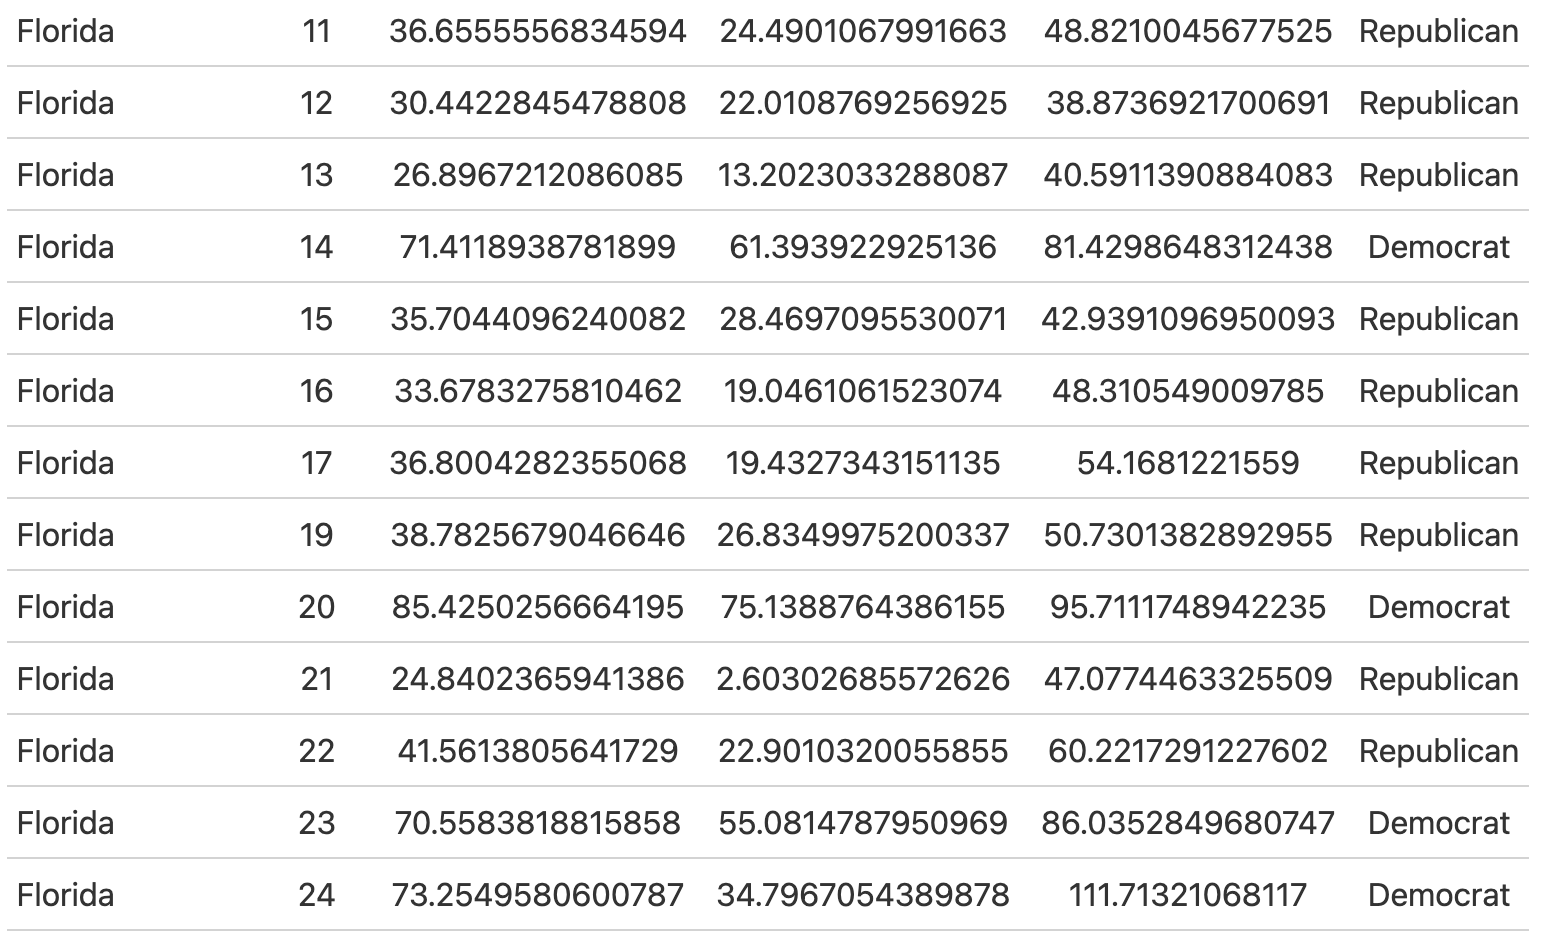 Florida 11 36.6555556834594 24.4901067991663 48.8210045677525 Republican
Florida 12 30.4422845478808 22.0108769256925 38.8736921700691 Republican
Florida 13 26.8967212086085 13.2023033288087 40.5911390884083 Republican
Florida 14 71.4118938781899 61.393922925136 81.4298648312438 Democrat
Florida 15 35.7044096240082 28.4697095530071 42.9391096950093 Republican
Florida 16 33.6783275810462 19.0461061523074 48.310549009785 Republican
Florida 17 36.8004282355068 19.4327343151135 54.1681221559 Republican
Florida 19 38.7825679046646 26.8349975200337 50.7301382892955 Republican
Florida 20 85.4250256664195 75.1388764386155 95.7111748942235 Democrat
Florida 21 24.8402365941386 2.60302685572626 47.0774463325509 Republican
Florida 22 41.5613805641729 22.9010320055855 60.2217291227602 Republican
Florida 23 70.5583818815858 55.0814787950969 86.0352849680747 Democrat
Florida 24 73.2549580600787 34.7967054389878 111.71321068117 Democrat